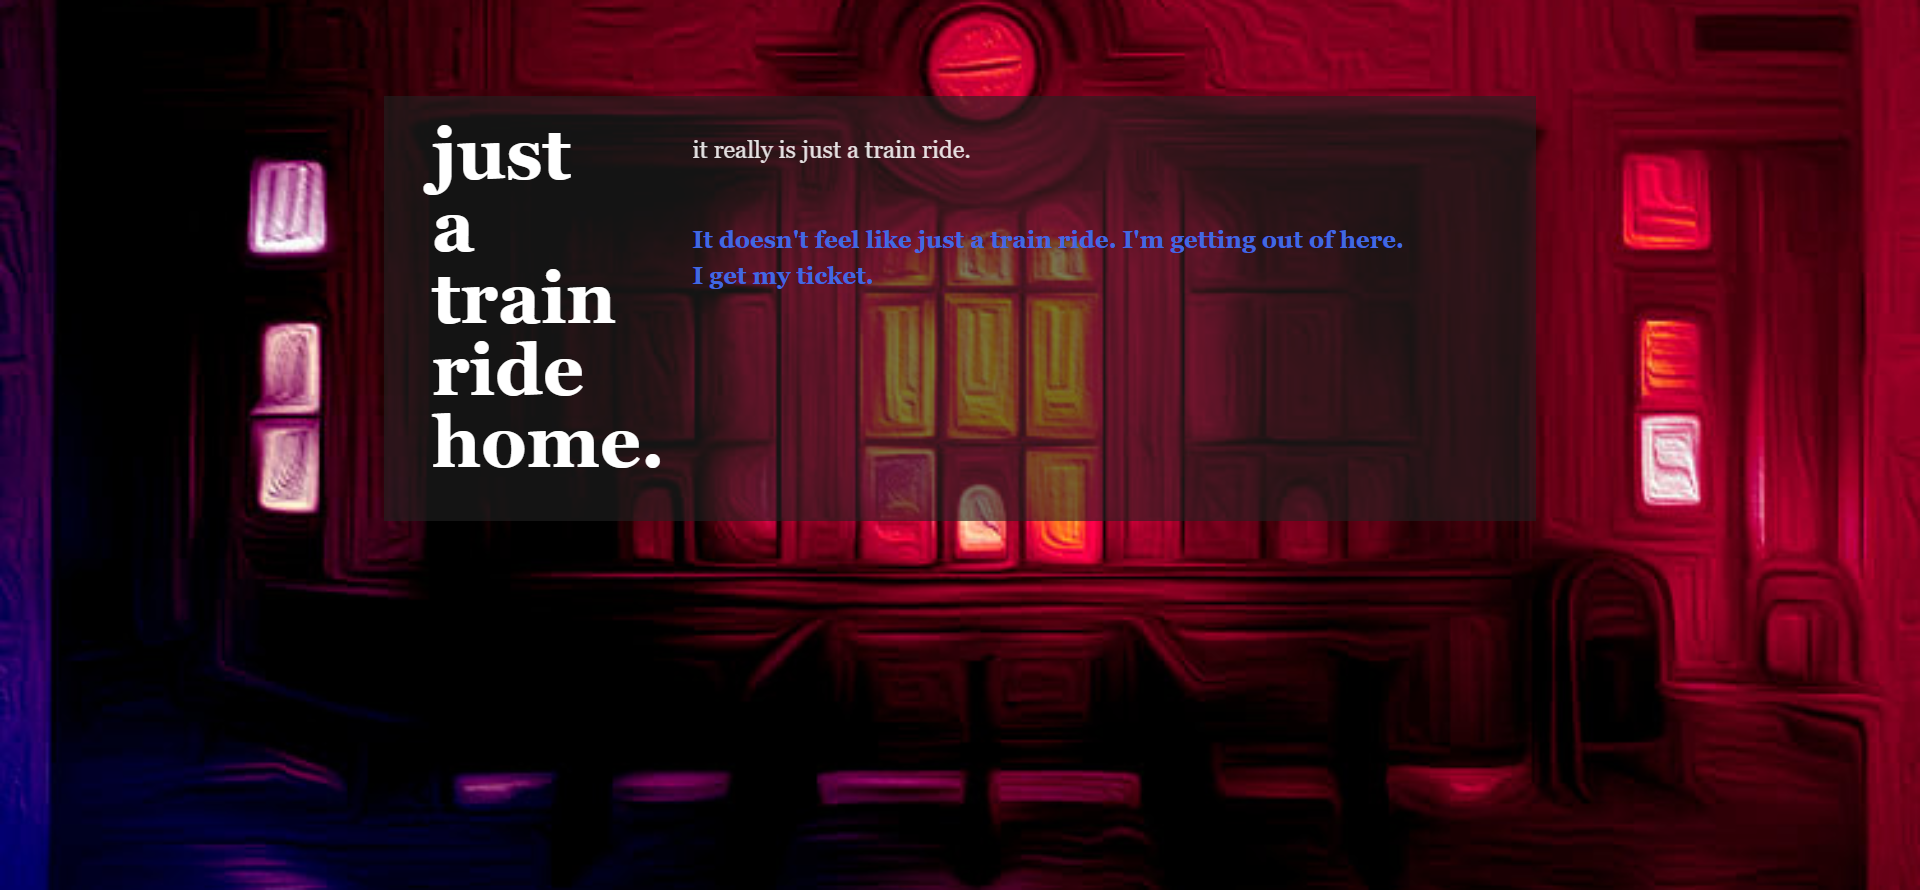 just
a
train
ride
home.
it really is just a train ride.
It doesn't feel like just a train ride. I'm getting out of here.
I get my ticket.